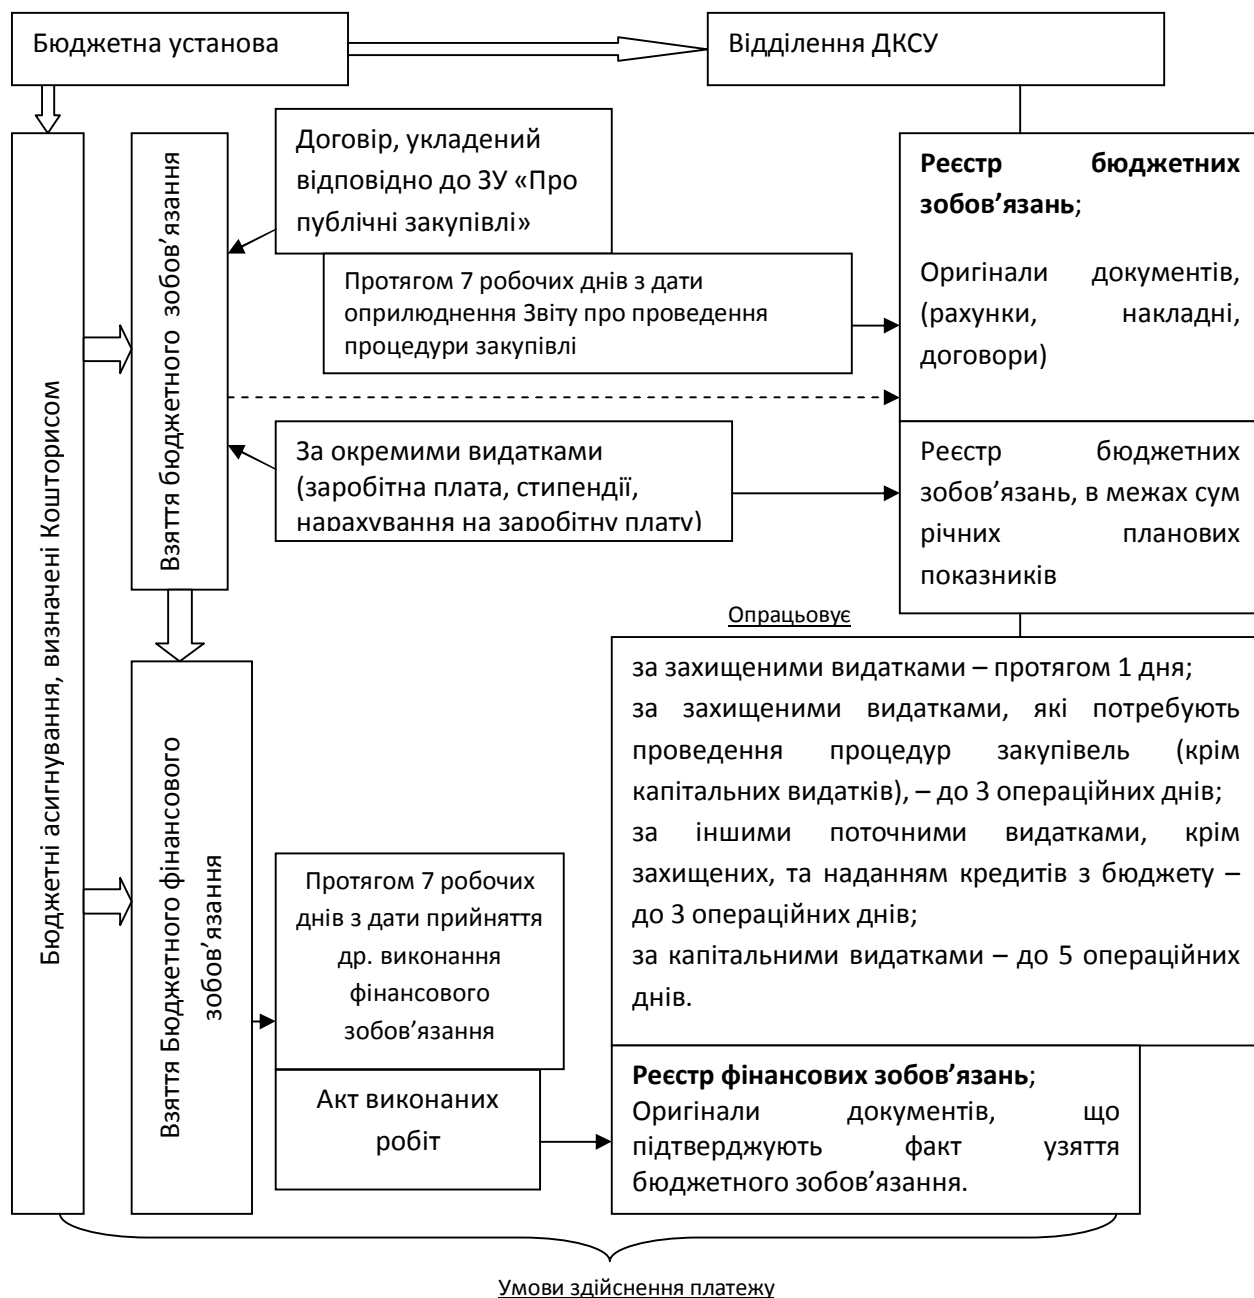 Бюджетна установа
Відділення ДКСУ
Бюджетні асигнування, визначені Кошторисом
Взяття бюджетного зобов’язання
Договір, укладений
відповідно до ЗУ «Про
публічні закупівлі»
Протягом 7 робочих днів з дати
оприлюднення Звіту про проведення
процедури закупівлі
Реєстр бюджетних
зобов’язань;
Оригінали документів,
(рахунки, накладні,
договори)
За окремими видатками
(заробітна плата, стипендії,
нарахування на заробітну плату)
Реєстр бюджетних
зобов’язань, в межах сум
річних планових
показників
Опрацьовує
за захищеними видатками – протягом 1 дня;
за захищеними видатками, які потребують
проведення процедур закупівель (крім
капітальних видатків), – до 3 операційних днів;
за іншими поточними видатками, крім
захищених, та наданням кредитів з бюджету –
до 3 операційних днів;
за капітальними видатками – до 5 операційних
днів.
Взяття Бюджетного фінансового
зобов’язання
Протягом 7 робочих
днів з дати прийняття
др. виконання
фінансового
зобов’язання
Акт виконаних
робіт
Реєстр фінансових зобов’язань;
Оригінали документів, що
підтверджують факт узяття
бюджетного зобов’язання.
Умови здійснення платежу